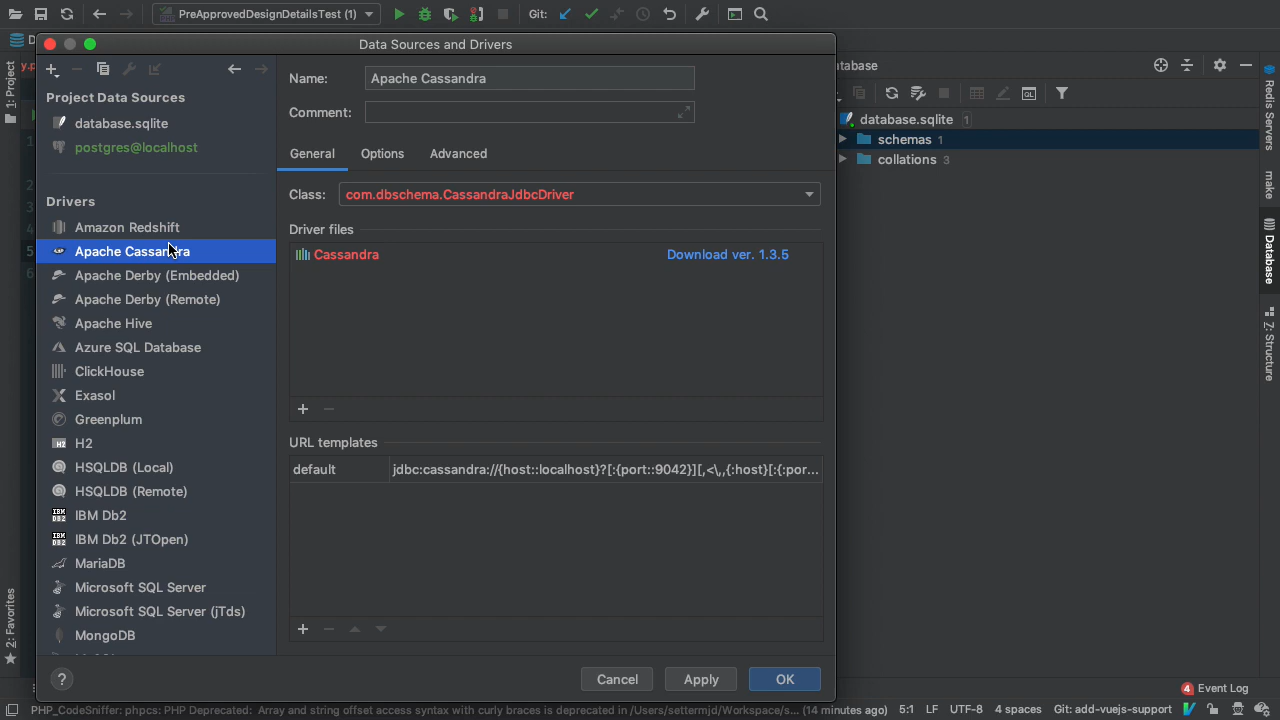 PreApprovedDesignDetailsTest (1)
Git:
Data Sources and Drivers
Project Data Sources
database.sqlite
postgres@localhost
Drivers
Amazon Redshift
Apache Cassandra
Apache Derby (Embedded)
Apache Derby (Remote)
Apache Hive
Azure SQL Database
ClickHouse
Exasol
Greenplum
H2
HSQLDB (Local)
HSQLDB (Remote)
IBM Db2
IBM Db2 (JTOpen)
MariaDB
Microsoft SQL Server
Microsoft SQL Server (jTds)
MongoDB
Name: Apache Cassandra
Comment:
General Options Advanced
Class: com.dbschema.CassandraJdbcDriver
Driver files
Cassandra Download ver. 1.3.5
URL templates
default jdbc:cassandra://{host::localhost}?[:{port::9042}][,<\,,{:host}[:{:por...
? Cancel Apply OK
tabase
database.sqlite 1
schemas 1
collations 3
1: Project
2: Favorites
Redis Servers
make
Database
7: Structure
4 Event Log
PHP_CodeSniffer: phpcs: PHP Deprecated: Array and string offset access syntax with curly braces is deprecated in /Users/settermjd/Workspace/s... (14 minutes ago) 5:1 LF UTF-8 4 spaces Git: add-vuejs-support